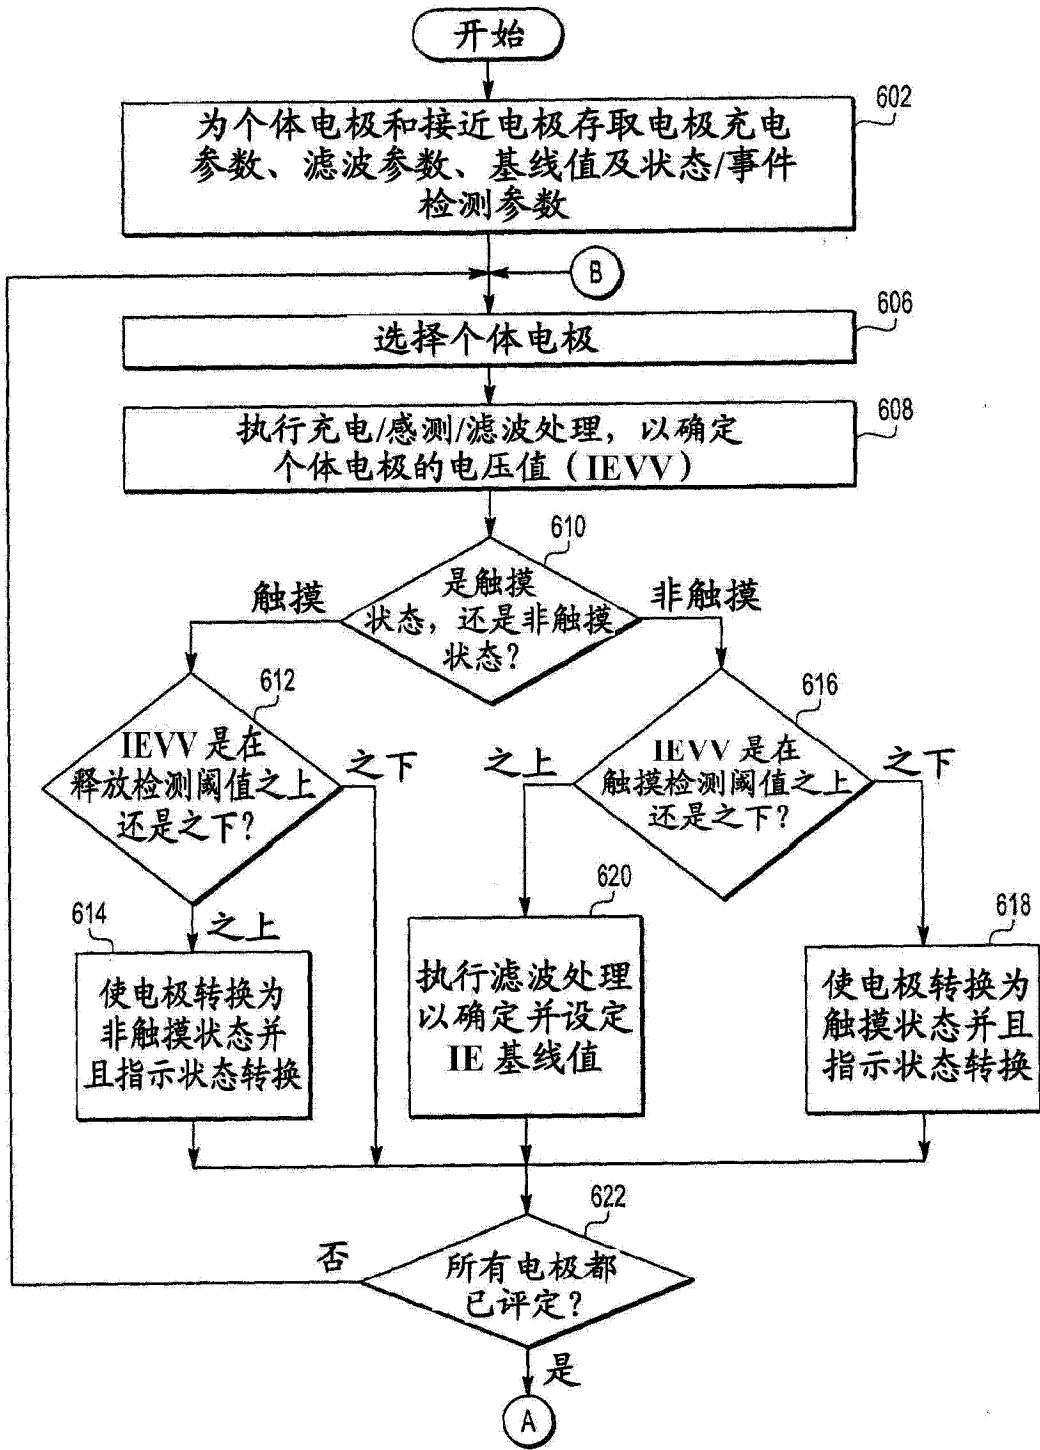 开始
602
为个体电极和接近电极存取电极充电
参数、滤波参数、基线值及状态/事件
检测参数
B
606
选择个体电极
608
执行充电/感测/滤波处理，以确定
个体电极的电压值（IEVV）
610
是触摸
状态，还是非触摸
状态？
触摸
非触摸
612
IEVV 是在
释放检测阈值之上
还是之下？
之下
之上
616
IEVV 是在
触摸检测阈值之上
还是之下？
之上
之下
614
使电极转换为
非触摸状态并
且指示状态转换
620
执行滤波处理
以确定并设定
IE 基线值
618
使电极转换为
触摸状态并且
指示状态转换
622
所有电极都
已评定？
否
是
A